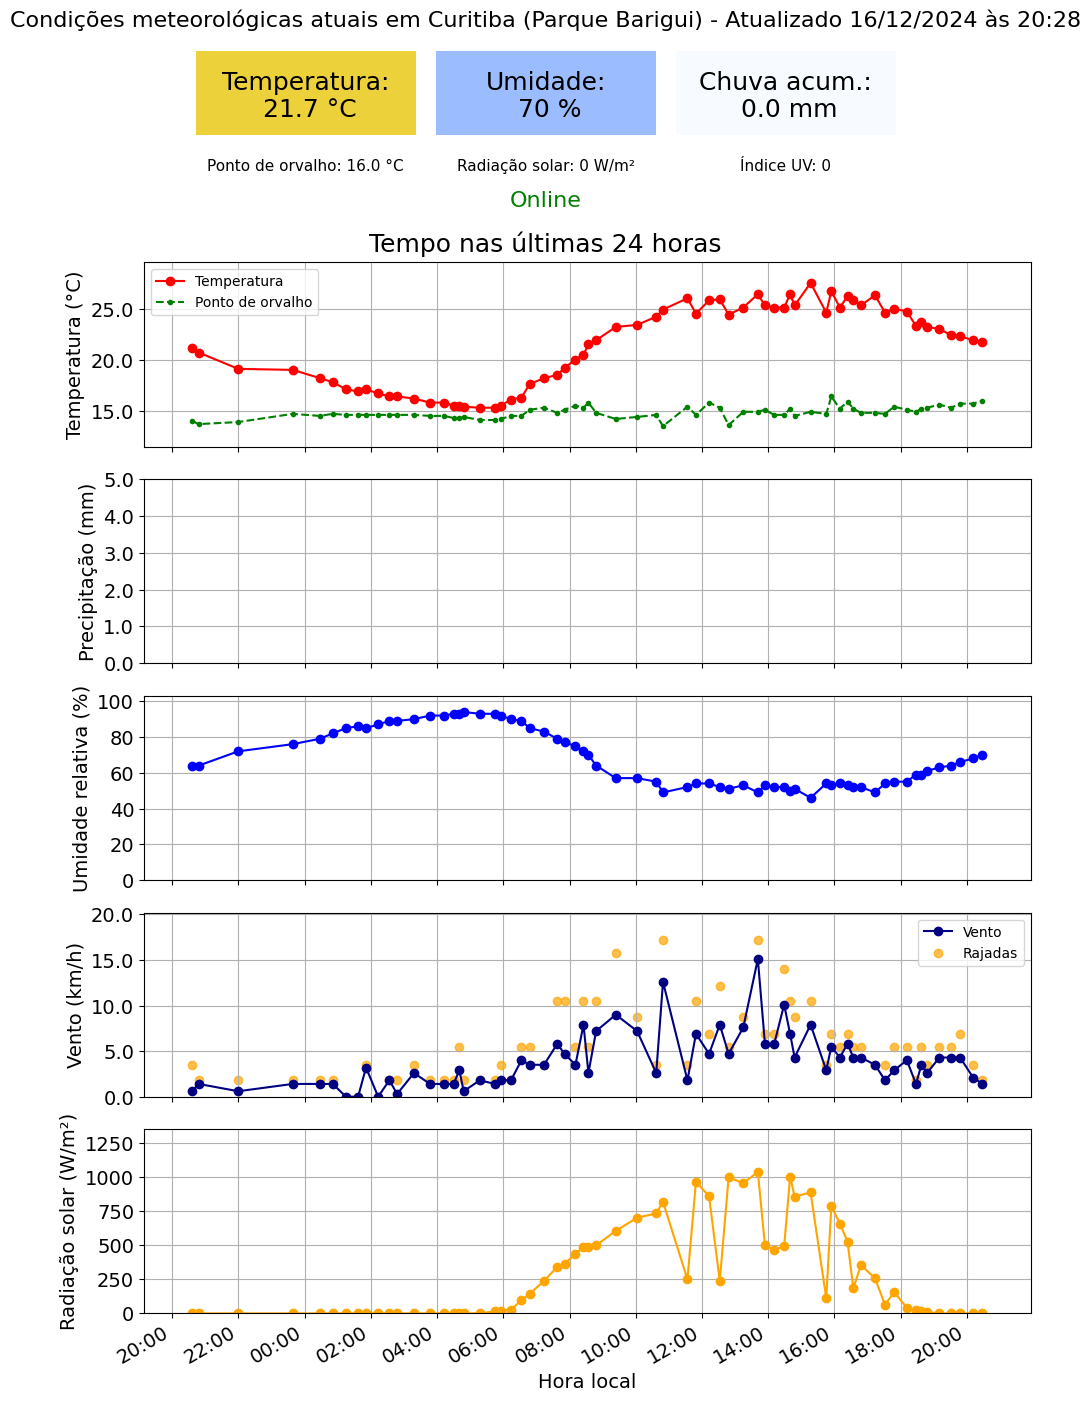 Condições meteorológicas atuais em Curitiba (Parque Barigui) - Atualizado 16/12/2024 às 20:28
Temperatura:
21.7 °C
Umidade:
70 %
Chuva acum.:
0.0 mm
Ponto de orvalho: 16.0 °C
Radiação solar: 0 W/m²
Índice UV: 0
Online
Tempo nas últimas 24 horas
Temperatura (°C)
25.0
20.0
15.0
Temperatura
Ponto de orvalho
Precipitação (mm)
5.0
4.0
3.0
2.0
1.0
0.0
Umidade relativa (%)
100
80
60
40
20
0
Vento (km/h)
20.0
15.0
10.0
5.0
0.0
Vento
Rajadas
Radiação solar (W/m²)
1250
1000
750
500
250
0
20:00
22:00
00:00
02:00
04:00
06:00
08:00
10:00
12:00
14:00
16:00
18:00
20:00
Hora local